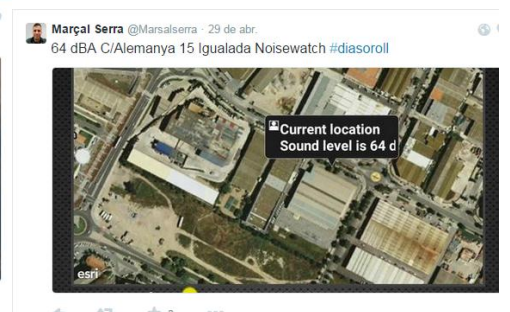 Marçal Serra @Marsalserra · 29 de abr.
64 dBA C/Alemanya 15 Igualada Noisewatch #diasoroll
Current location
Sound level is 64 d
esri